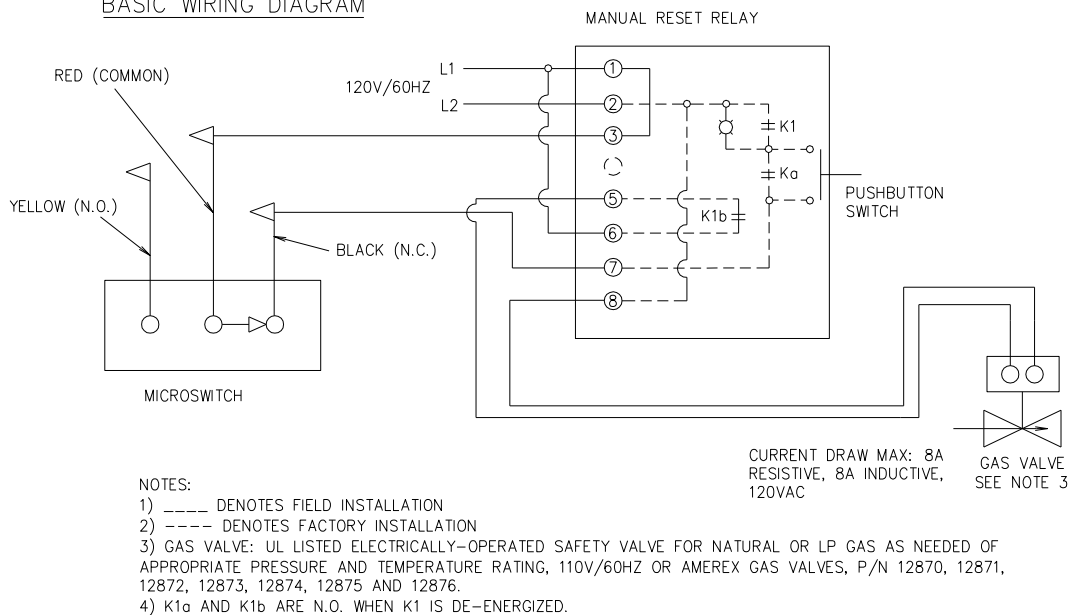 BASIC WIRING DIAGRAM
MANUAL RESET RELAY
RED (COMMON)
L1
120V/60HZ
L2
1
2
3
K1
Ka
5
K1b
6
7
8
PUSHBUTTON
SWITCH
YELLOW (N.O.)
BLACK (N.C.)
MICROSWITCH
CURRENT DRAW MAX: 8A
RESISTIVE, 8A INDUCTIVE,
120VAC
GAS VALVE
SEE NOTE 3
NOTES:
1) ____ DENOTES FIELD INSTALLATION
2) ---- DENOTES FACTORY INSTALLATION
3) GAS VALVE: UL LISTED ELECTRICALLY-OPERATED SAFETY VALVE FOR NATURAL OR LP GAS AS NEEDED OF
APPROPRIATE PRESSURE AND TEMPERATURE RATING, 110V/60HZ OR AMEREX GAS VALVES, P/N 12870, 12871,
12872, 12873, 12874, 12875 AND 12876.
4) K1a AND K1b ARE N.O. WHEN K1 IS DE-ENERGIZED.